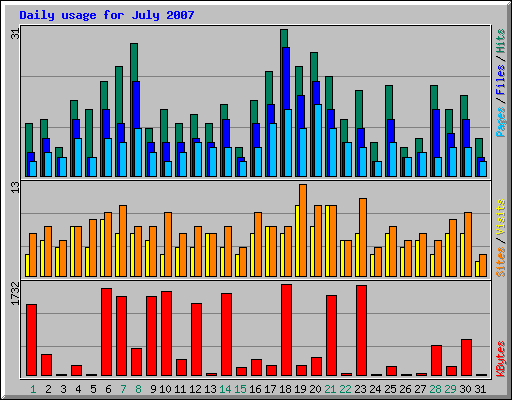 Daily usage for July 2007
31
Pages / Files / Hits
13
Sites / Visits
1732
KBytes
1 2 3 4 5 6 7 8 9 10 11 12 13 14 15 16 17 18 19 20 21 22 23 24 25 26 27 28 29 30 31